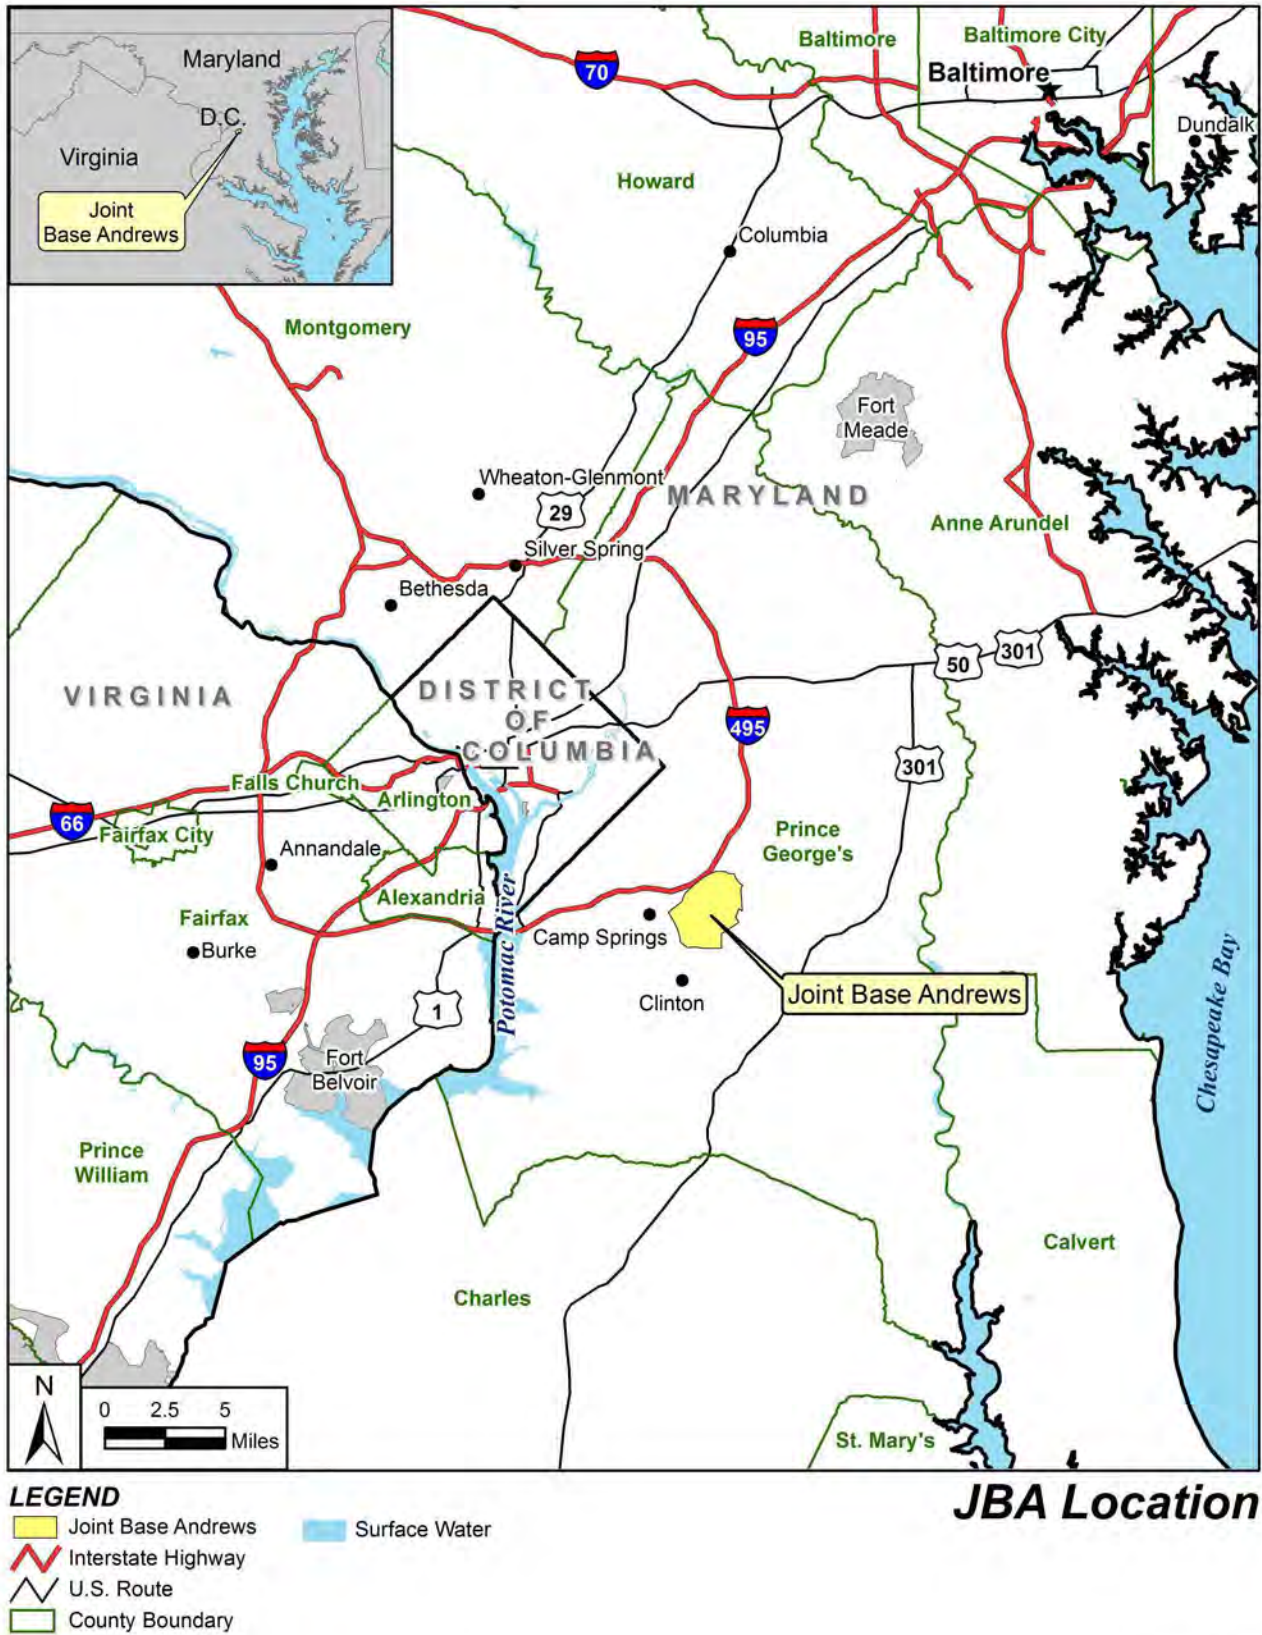 Maryland
D.C.
Virginia
Joint
Base Andrews
70
Baltimore
Baltimore City
Baltimore
Dundalk
Howard
Columbia
Montgomery
95
Fort
Meade
Wheaton-Glenmont
29
MARYLAND
Anne Arundel
Silver Spring
Bethesda
50
301
VIRGINIA
DISTRICT
OF
COLUMBIA
495
301
Falls Church
Arlington
66
Fairfax City
Annandale
Prince
George's
Alexandria
Fairfax
Burke
Camp Springs
Potomac River
Clinton
Joint Base Andrews
Chesapeake Bay
1
95
Fort
Belvoir
Prince
William
Calvert
Charles
St. Mary's
N
0 2.5 5
Miles
LEGEND
JBA Location
Joint Base Andrews
Surface Water
Interstate Highway
U.S. Route
County Boundary